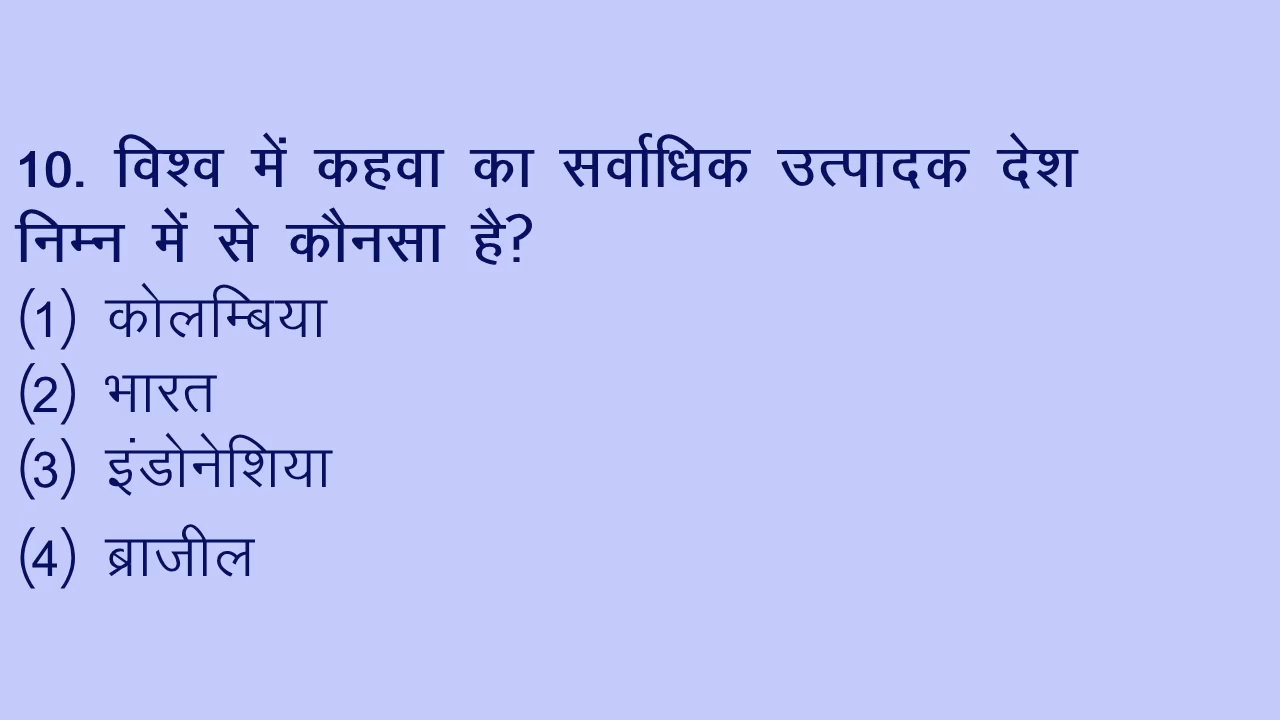 10. विश्व में कहवा का सर्वाधिक उत्पादक देश
निम्न में से कौनसा है?
(1) कोलम्बिया
(2) भारत
(3) इंडोनेशिया
(4) ब्राजील